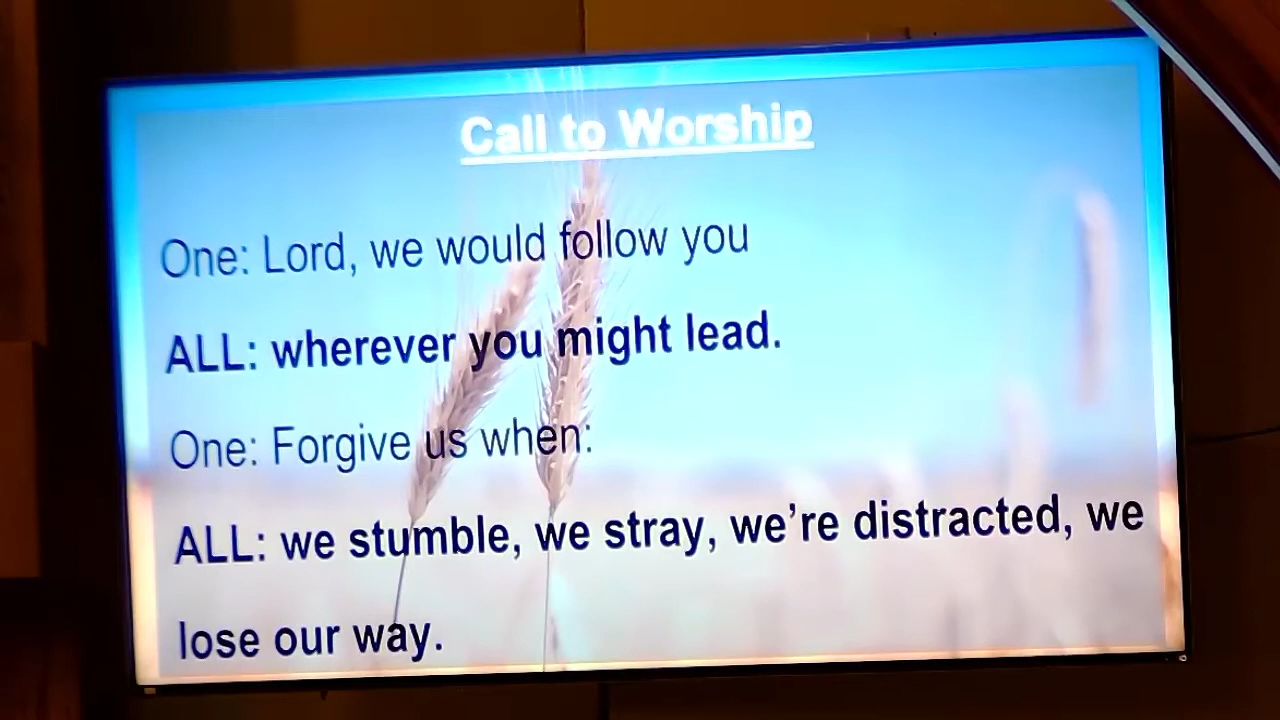 Call to Worship
One: Lord, we would follow you
ALL: wherever you might lead.
One: Forgive us when:
ALL: we stumble, we stray, we’re distracted, we
lose our way.